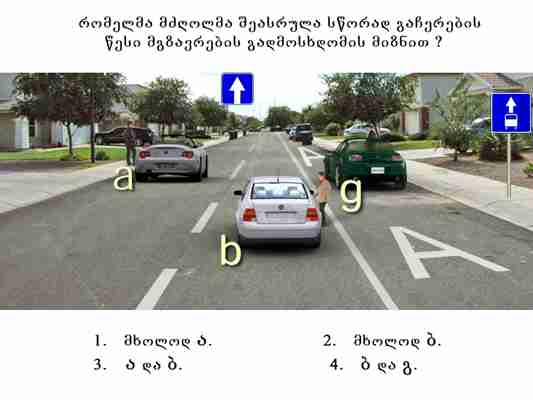 რომელმა მძღოლმა შეასრულა სწორად გაჩერების
წესი მგზავრების გადმოსხდომის მიზნით ?
a
g
b
A
A
1. მხოლოდ ა.
2. მხოლოდ ბ.
3. ა და ბ.
4. ბ და გ.